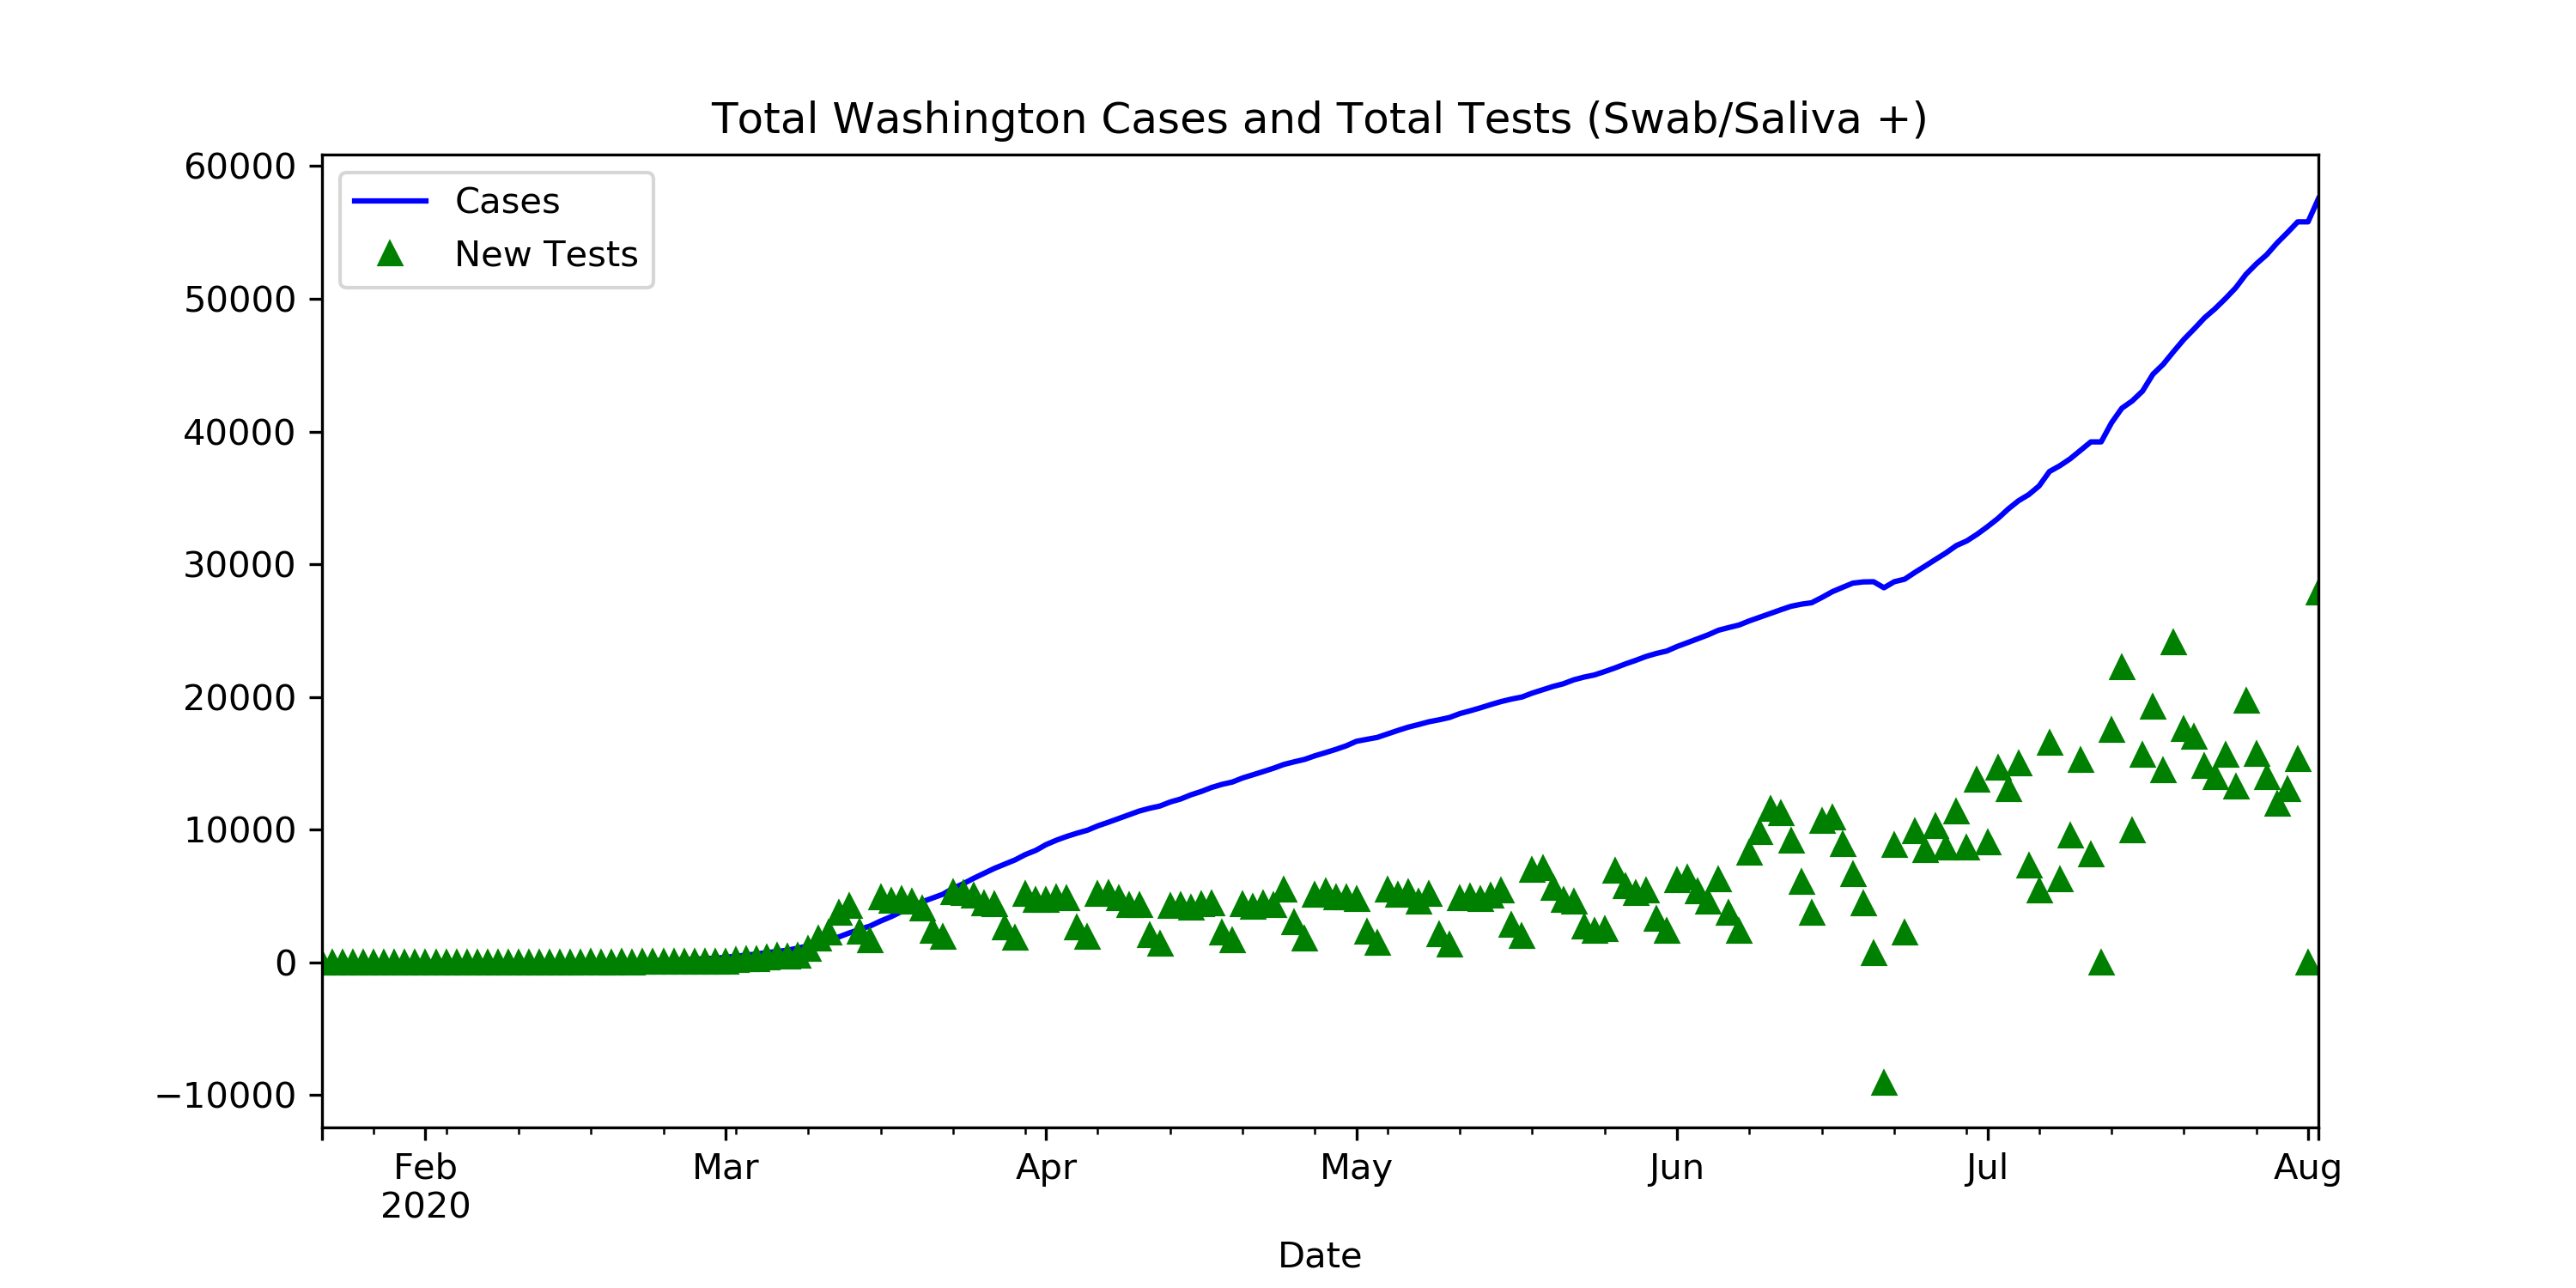 Total Washington Cases and Total Tests (Swab/Saliva +)
60000
50000
40000
30000
20000
10000
0
−10000
Cases
New Tests
Feb Mar Apr May Jun Jul Aug
2020
Date